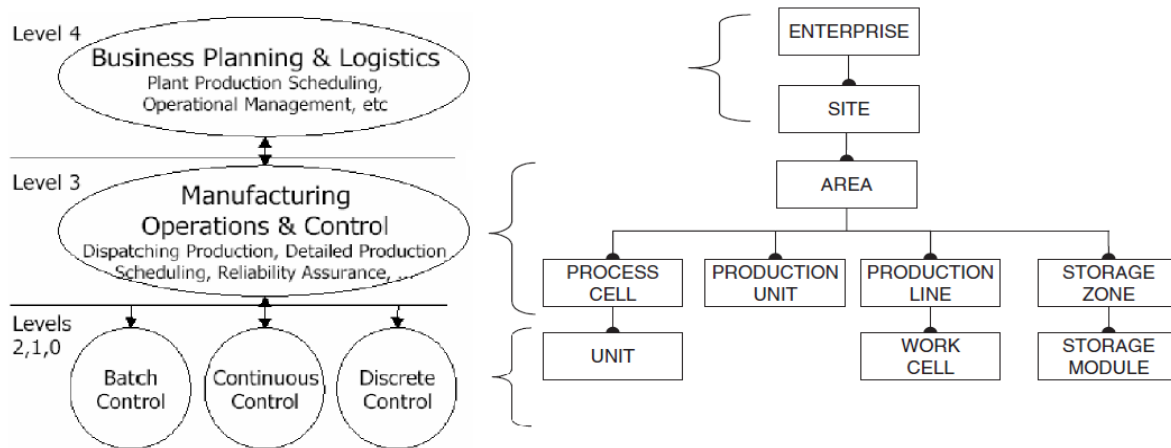 Level 4
Business Planning & Logistics
Plant Production Scheduling,
Operational Management, etc
Level 3
Manufacturing
Operations & Control
Dispatching Production, Detailed Production
Scheduling, Reliability Assurance, ...
Levels
2,1,0
Batch
Control
Continuous
Control
Discrete
Control
ENTERPRISE
SITE
AREA
PROCESS
CELL
PRODUCTION
UNIT
PRODUCTION
LINE
STORAGE
ZONE
UNIT
WORK
CELL
STORAGE
MODULE